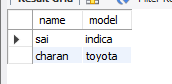 Result Grid
name model
sai indica
charan toyota